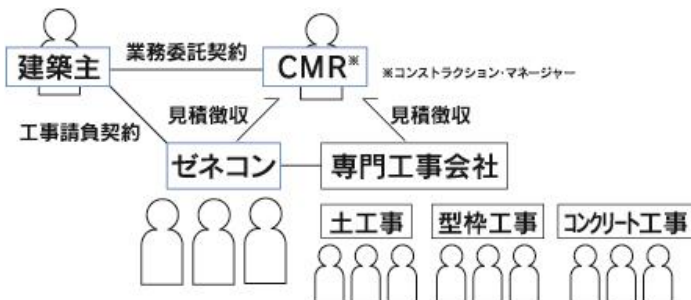 業務委託契約
建築主
CMR※
※コンストラクション・マネージャー
見積徴収
見積徴収
工事請負契約
ゼネコン
専門工事会社
土工事
型枠工事
コンクリート工事